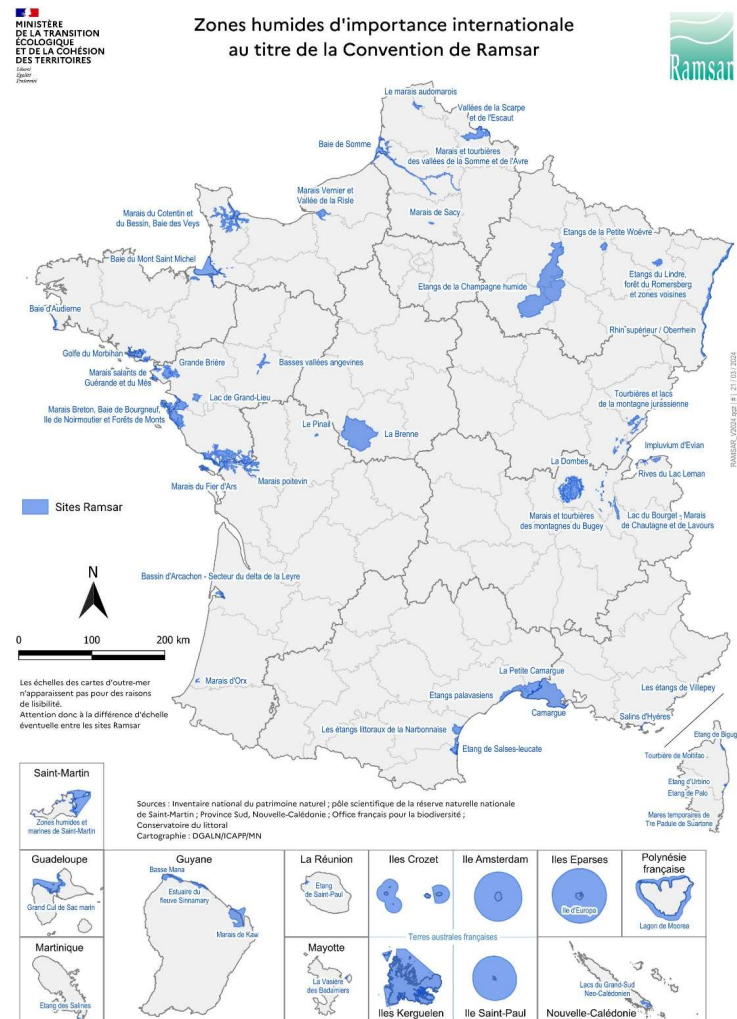 MINISTÈRE
DE LA TRANSITION
ÉCOLOGIQUE
ET DE LA COHÉSION
DES TERRITOIRES
Liberté
Égalité
Fraternité
Zones humides d'importance internationale
au titre de la Convention de Ramsar
Ramsar
Le marais audomarois
Vallées de la Scarpe
et de l'Escaut
Baie de Somme
Marais et tourbières
des vallées de la Somme et de l'Avre
Marais Vernier et
Vallée de la Risle
Marais de Sacy
Marais du Cotentin et
du Bessin, Baie des Veys
Etangs de la Petite Woëvre
Baie du Mont Saint Michel
Etangs de la Champagne humide
Etangs du Lindre,
forêt du Romersberg
et zones voisines
Baie d'Audierne
Rhin supérieur / Oberrhein
Golfe du Morbihan
Grande Brière
Basses vallées angevines
Marais salants de
Guérande et du Mès
Lac de Grand-Lieu
Tourbières et lacs
de la montagne jurassienne
Marais Breton, Baie de Bourgneuf,
Ile de Noirmoutier et Forêts de Monts
Le Pinail
La Brenne
Impluvium d'Evian
La Dombes
Rives du Lac Leman
Marais du Fier d'Ars
Marais poitevin
Sites Ramsar
Marais et tourbières
des montagnes du Bugey
Lac du Bourget - Marais
de Chautagne et de Lavours
N
Bassin d'Arcachon - Secteur du delta de la Leyre
0 100 200 km
Les échelles des cartes d'outre-mer
n'apparaissent pas pour des raisons
de lisibilité.
Attention donc à la différence d'échelle
éventuelle entre les sites Ramsar
Marais d'Orx
La Petite Camargue
Etangs palavasiens
Camargue
Les étangs de Villepey
Salins d'Hyères
Les étangs littoraux de la Narbonnaise
Etang de Salses-leucate
Etang de Bigug
Tourbière de Moltifao
Etang d'Urbino
Etang de Palo
Mares temporaires de
Tre Padule de Suartone
RAMSAR_V2024.qgz | # | 21 / 03 / 2024
Sources : Inventaire national du patrimoine naturel ; pôle scientifique de la réserve naturelle nationale
de Saint-Martin ; Province Sud, Nouvelle-Calédonie ; Office français pour la biodiversité ;
Conservatoire du littoral
Cartographie : DGALN/ICAPP/MN
Saint-Martin
Zones humides et
marines de Saint-Martin
Guadeloupe
Grand Cul de Sac marin
Martinique
Etang des Salines
Guyane
Basse Mana
Estuaire du
fleuve Sinnamary
Marais de Kaw
La Réunion
Etang
de Saint-Paul
Mayotte
La Vasière
des Badamiers
Iles Crozet
Ile Amsterdam
Terres australes françaises
Iles Kerguelen
Ile Saint-Paul
Iles Eparses
Ile d'Europa
Polynésie
française
Lagon de Moorea
Lacs du Grand-Sud
Neo-Calédonien
Nouvelle-Calédonie